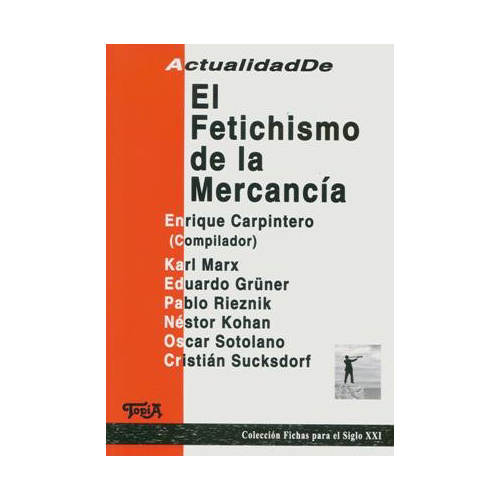 ActualidadDe
El
Fetichismo
de la
Mercancía
Enrique Carpintero
(Compilador)
Karl Marx
Eduardo Grüner
Pablo Rieznik
Néstor Kohan
Oscar Sotolano
Cristián Sucksdorf
Topía
Colección Fichas para el Siglo XXI